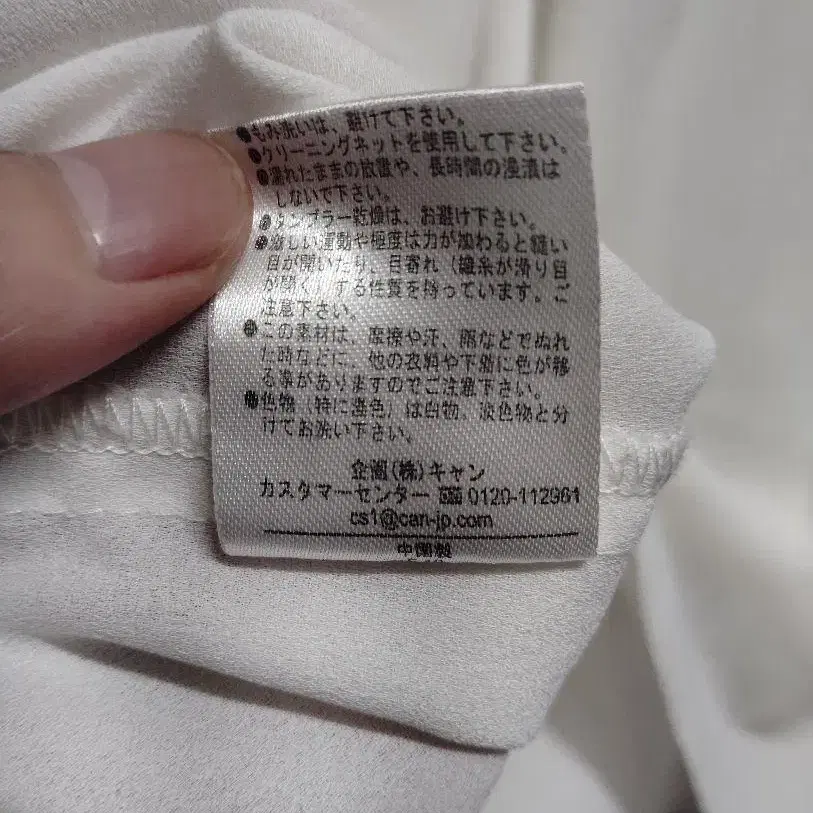 ●もみ洗いは、避けて下さい。
●クリーニングネットを使用して下さい。
●濡れたままの放置や、長時間の浸漬は
しないで下さい。
●タンブラー乾燥は、お避け下さい。
●激しい運動や極度は力が加わると縫い
目が開いたり、目寄れ（織糸が滑り目
が開く）する性質を持っています。ご
注意下さい。
●この素材は、摩擦や汗、雨などでぬれ
た時などに、他の衣料や下着に色が移
る事がありますのでご注意下さい。
●色物（特に濃色）は白物、淡色物と分
けてお洗い下さい。
企画(株)キャン
カスタマーセンター 0120-112961
cs1@can-jp.com
中国製